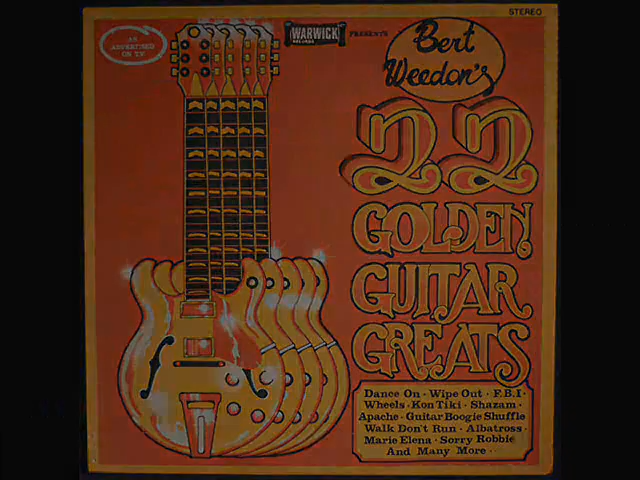 STEREO
AS
ADVERTISED
ON TV
WARWICK
RECORDS
PRESENTS
Bert
Weedon's
22
GOLDEN
GUITAR
GREATS
Dance On · Wipe Out · F.B.I ·
Wheels · Kon Tiki · Shazam ·
Apache · Guitar Boogie Shuffle
Walk Don't Run · Albatross ·
Marie Elena · Sorry Robbie
And Many More ·